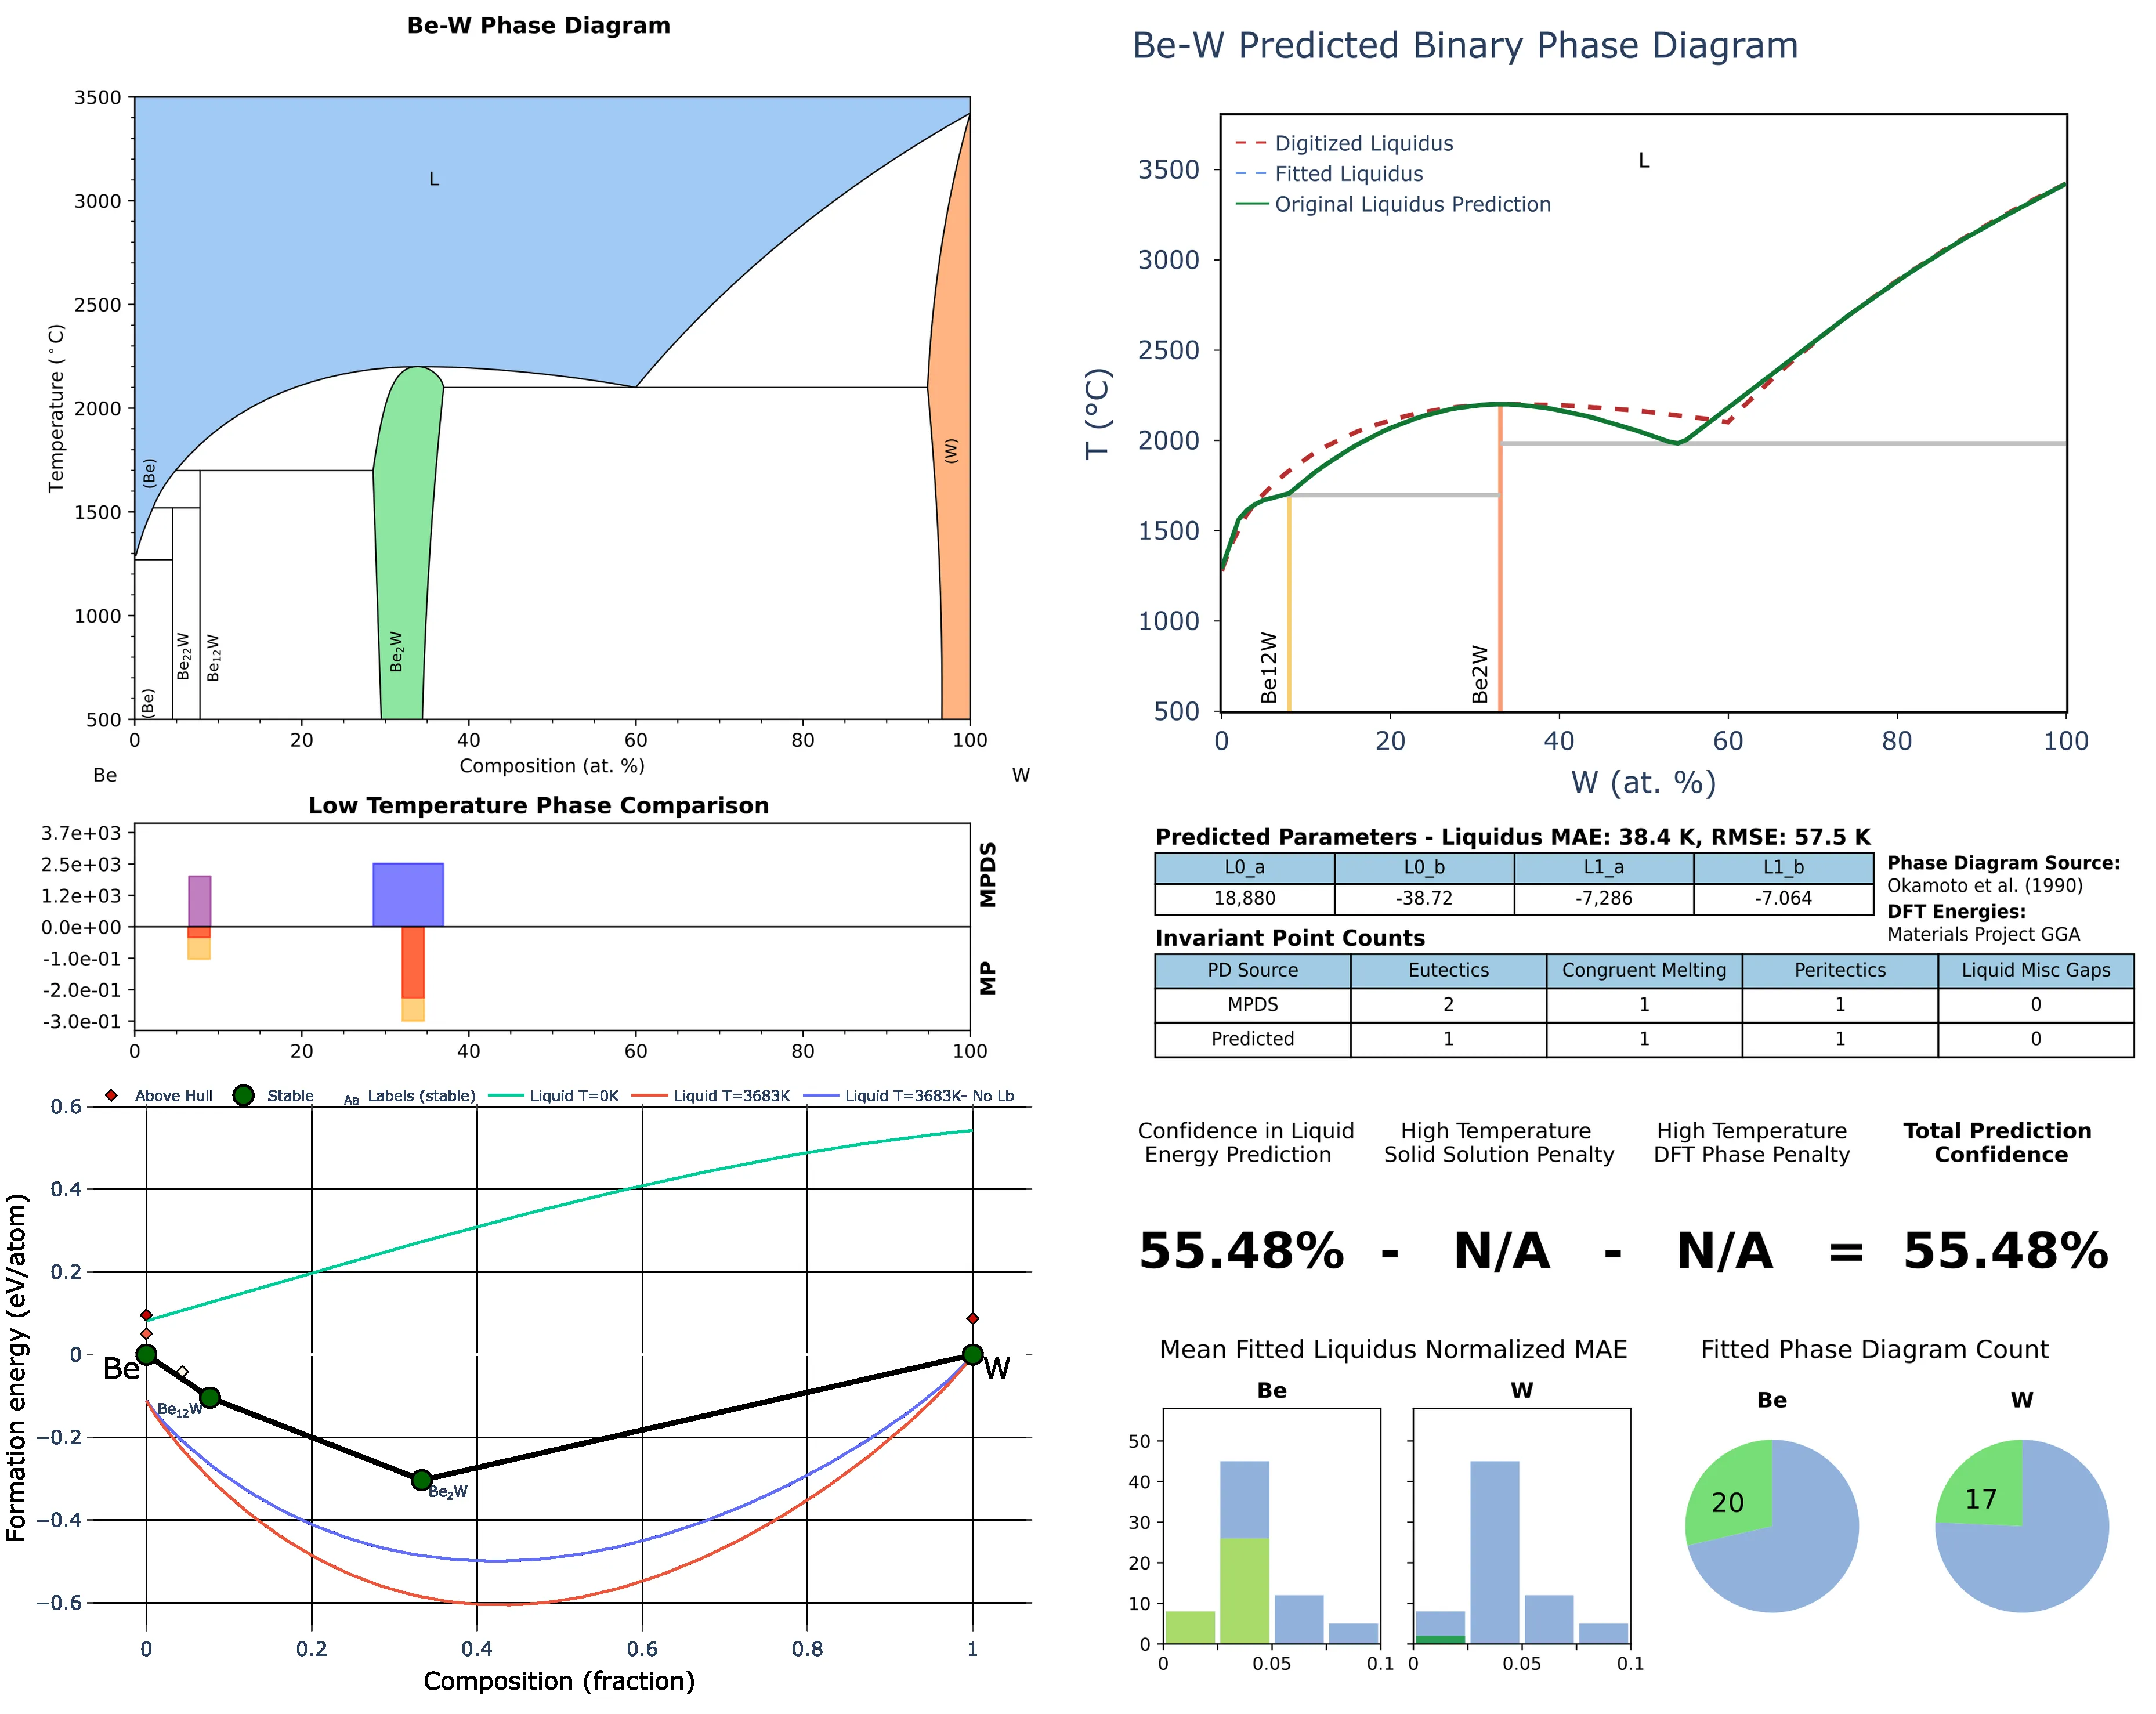 Be-W Phase Diagram
3500
3000
2500
2000
1500
1000
500
Temperature (°C)
L
(Be)
(Be)
Be₂₂W
Be₁₂W
Be₂W
(W)
0 20 40 60 80 100
Composition (at. %)
Be W
Be-W Predicted Binary Phase Diagram
Digitized Liquidus
Fitted Liquidus
Original Liquidus Prediction
L
3500
3000
2500
2000
1500
1000
500
T (°C)
Be12W
Be2W
0 20 40 60 80 100
W (at. %)
Low Temperature Phase Comparison
3.7e+03
2.5e+03
1.2e+03
0.0e+00
-1.0e-01
-2.0e-01
-3.0e-01
MPDS
MP
0 20 40 60 80 100
Predicted Parameters - Liquidus MAE: 38.4 K, RMSE: 57.5 K
L0_a L0_b L1_a L1_b
18,880 -38.72 -7,286 -7.064
Phase Diagram Source:
Okamoto et al. (1990)
DFT Energies:
Materials Project GGA
Invariant Point Counts
PD Source Eutectics Congruent Melting Peritectics Liquid Misc Gaps
MPDS 2 1 1 0
Predicted 1 1 1 0
Above Hull Stable Aa Labels (stable) Liquid T=0K Liquid T=3683K Liquid T=3683K- No Lb
0.6
0.4
0.2
0
−0.2
−0.4
−0.6
Formation energy (eV/atom)
Be
Be₁₂W
Be₂W
W
0 0.2 0.4 0.6 0.8 1
Composition (fraction)
Confidence in Liquid
Energy Prediction
High Temperature
Solid Solution Penalty
High Temperature
DFT Phase Penalty
Total Prediction
Confidence
55.48% - N/A - N/A = 55.48%
Mean Fitted Liquidus Normalized MAE
Be W
50
40
30
20
10
0
0 0.05 0.1
0 0.05 0.1
Fitted Phase Diagram Count
Be W
20
17